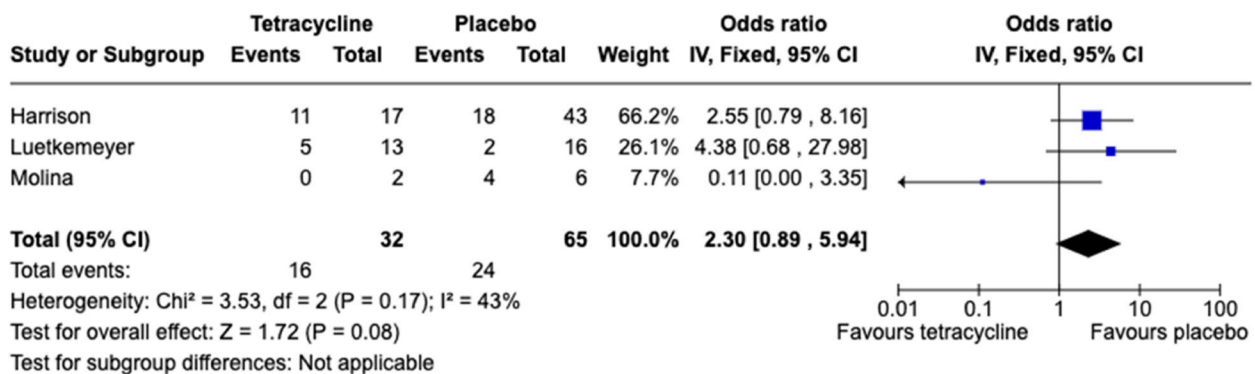 Tetracycline Placebo Odds ratio Odds ratio
Study or Subgroup Events Total Events Total Weight IV, Fixed, 95% CI IV, Fixed, 95% CI
Harrison 11 17 18 43 66.2% 2.55 [0.79 , 8.16]
Luetkemeyer 5 13 2 16 26.1% 4.38 [0.68 , 27.98]
Molina 0 2 4 6 7.7% 0.11 [0.00 , 3.35]
Total (95% CI) 32 65 100.0% 2.30 [0.89 , 5.94]
Total events: 16 24
Heterogeneity: Chi² = 3.53, df = 2 (P = 0.17); I² = 43%
0.01 0.1 1 10 100
Test for overall effect: Z = 1.72 (P = 0.08)
Favours tetracycline Favours placebo
Test for subgroup differences: Not applicable